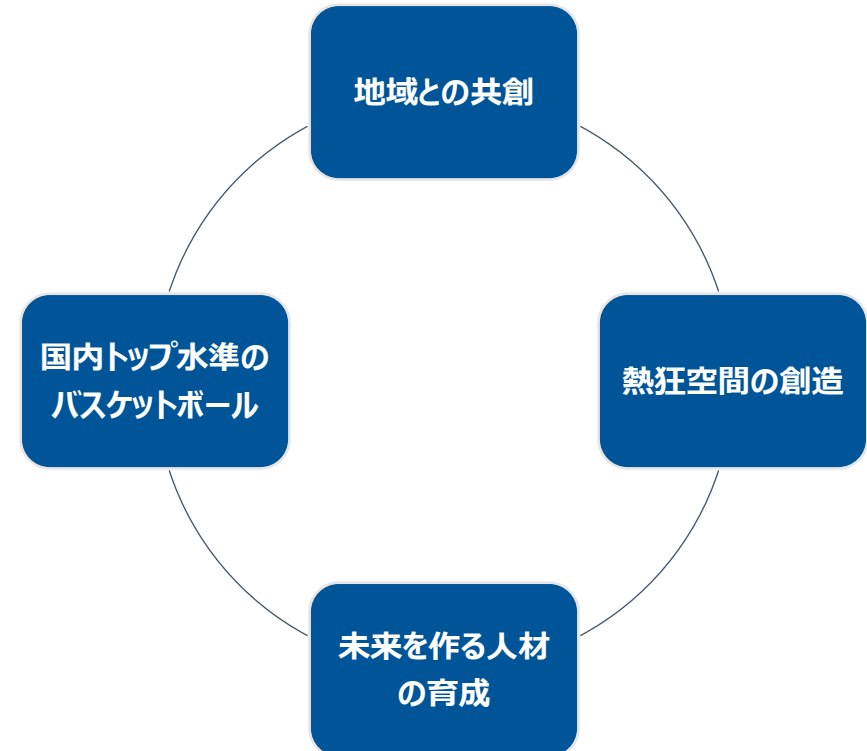 地域との共創
国内トップ水準の
バスケットボール
熱狂空間の創造
未来を作る人材
の育成